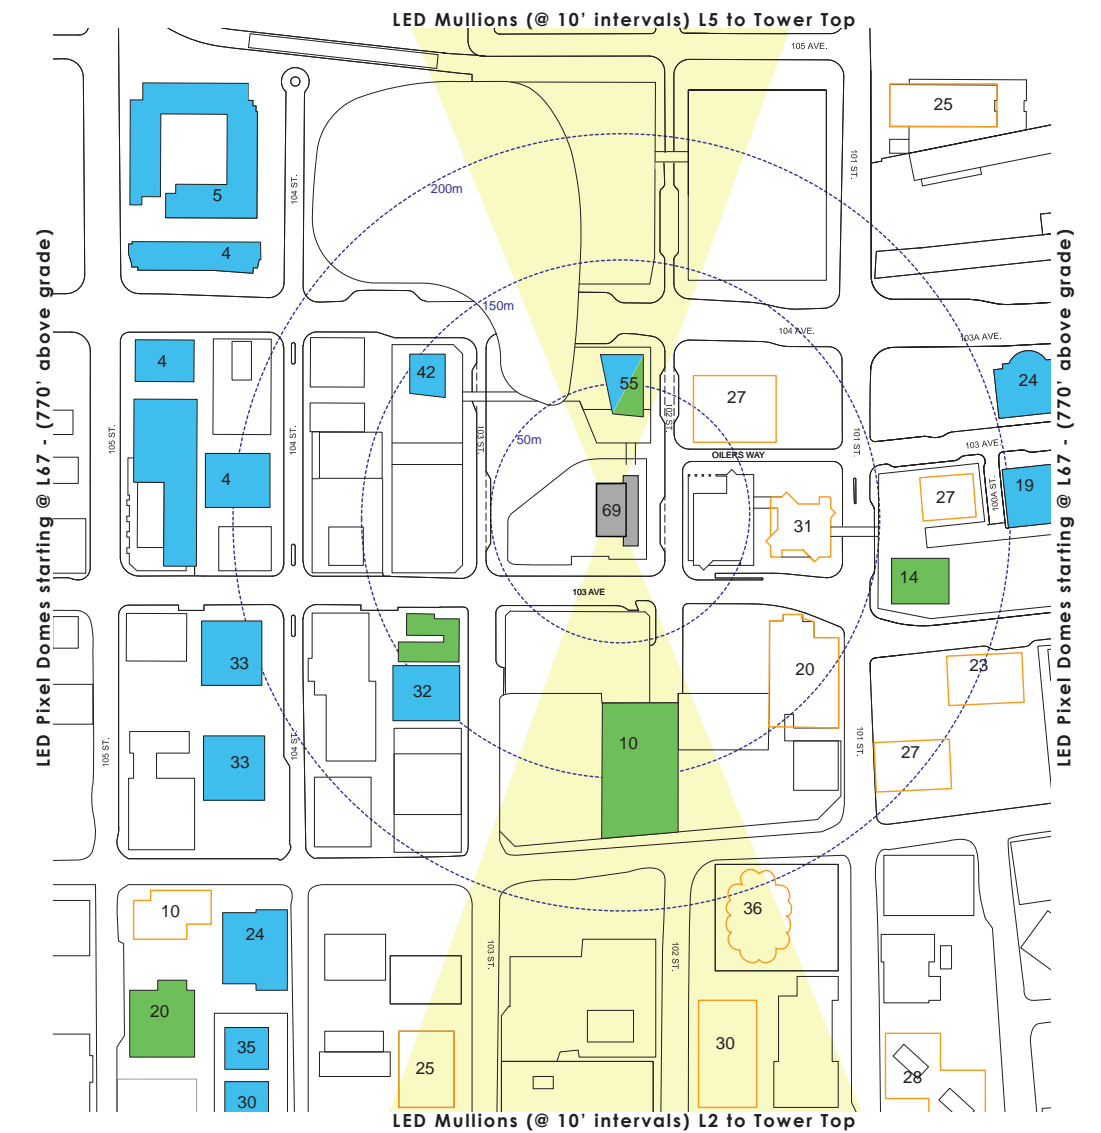 LED Mullions (@ 10’ intervals) L5 to Tower Top
105 AVE.
25
101 ST.
5
104 ST.
200m
4
LED Pixel Domes starting @ L67 - (770’ above grade)
LED Pixel Domes starting @ L67 - (770’ above grade)
150m
104 AVE.
103A AVE.
4
42
55
27
24
102 ST.
105 ST.
104 ST.
103 ST.
50m
101 ST.
103 AVE.
OILERS WAY
4
27
100A ST.
19
69
31
14
103 AVE
33
32
20
23
10
104 ST.
105 ST.
101 ST.
33
27
10
24
36
103 ST.
102 ST.
20
35
30
25
28
30
LED Mullions (@ 10’ intervals) L2 to Tower Top